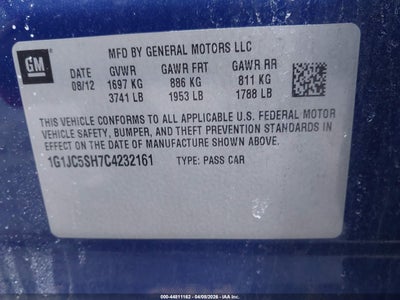 GM
MFD BY GENERAL MOTORS LLC
DATE GVWR GAWR FRT GAWR RR
08/12 1697 KG 886 KG 811 KG
3741 LB 1953 LB 1788 LB
THIS VEHICLE CONFORMS TO ALL APPLICABLE U.S. FEDERAL MOTOR
VEHICLE SAFETY, BUMPER, AND THEFT PREVENTION STANDARDS IN
EFFECT ON THE DATE OF MANUFACTURE SHOWN ABOVE.
1G1JC5SH7C4232161 TYPE: PASS CAR
000-44811163 - 04/09/2026 - IAA Inc.